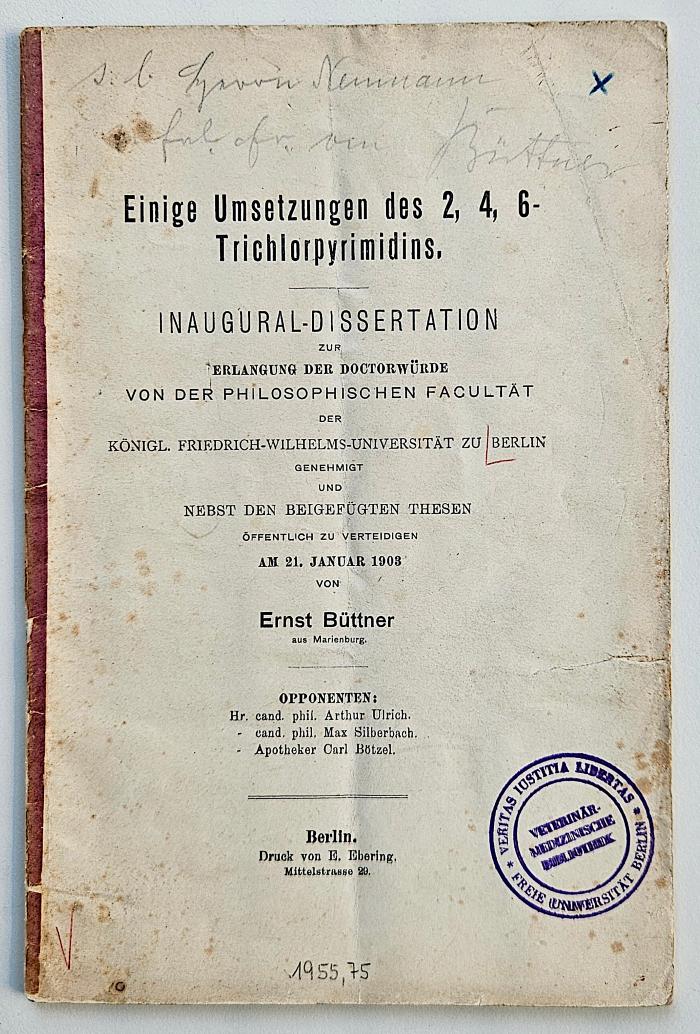 s. l. Herrn Neumann
Büttner
Einige Umsetzungen des 2, 4, 6-
Trichlorpyrimidins.
INAUGURAL-DISSERTATION
ZUR
ERLANGUNG DER DOCTORWÜRDE
VON DER PHILOSOPHISCHEN FACULTÄT
DER
KÖNIGL. FRIEDRICH-WILHELMS-UNIVERSITÄT ZU BERLIN
GENEHMIGT
UND
NEBST DEN BEIGEFÜGTEN THESEN
ÖFFENTLICH ZU VERTEIDIGEN
AM 21. JANUAR 1903
VON
Ernst Büttner
aus Marienburg.
OPPONENTEN:
Hr. cand. phil. Arthur Ulrich.
- cand. phil. Max Silberbach.
- Apotheker Carl Bötzel.
Berlin.
Druck von E. Ebering,
Mittelstrasse 29.
* VERITAS IUSTITIA LIBERTAS *
VETERINÄR-
MEDIZINISCHE
BIBLIOTHEK
FREIE UNIVERSITÄT BERLIN
1955,75